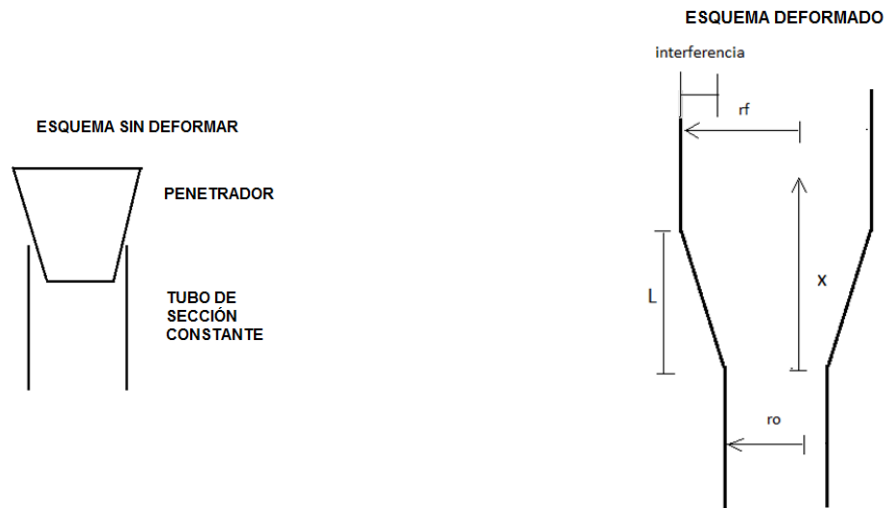 ESQUEMA SIN DEFORMAR
PENETRADOR
TUBO DE
SECCIÓN
CONSTANTE
ESQUEMA DEFORMADO
interferencia
rf
L
X
ro